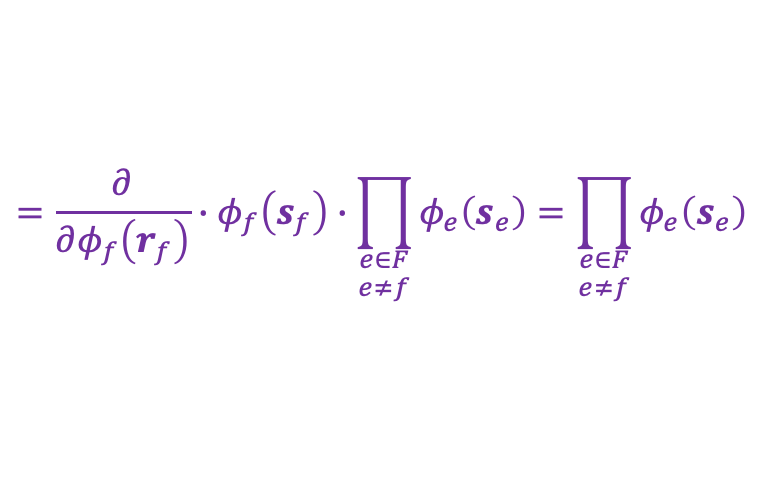 = ∂/∂ϕ_f(𝒓_f) · ϕ_f(𝒔_f) · ∏_{e∈F, e≠f} ϕ_e(𝒔_e) = ∏_{e∈F, e≠f} ϕ_e(𝒔_e)